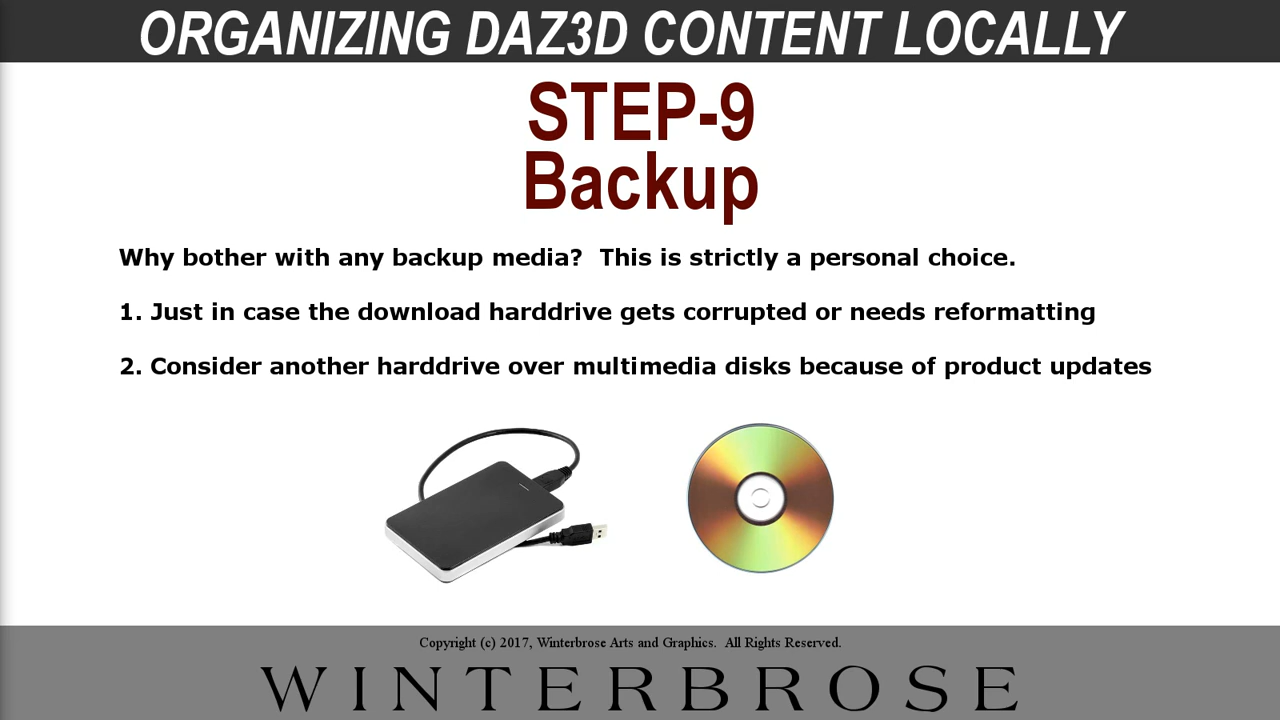 ORGANIZING DAZ3D CONTENT LOCALLY
STEP-9
Backup
Why bother with any backup media?  This is strictly a personal choice.
1. Just in case the download harddrive gets corrupted or needs reformatting
2. Consider another harddrive over multimedia disks because of product updates
Copyright (c) 2017, Winterbrose Arts and Graphics.  All Rights Reserved.
WINTERBROSE